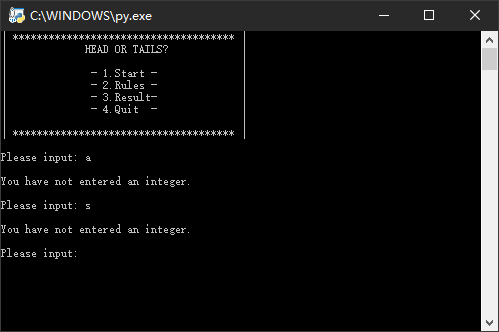 C:\WINDOWS\py.exe
*************************************
HEAD OR TAILS?
- 1.Start -
- 2.Rules -
- 3.Result-
- 4.Quit  -
*************************************
Please input: a
You have not entered an integer.
Please input: s
You have not entered an integer.
Please input: